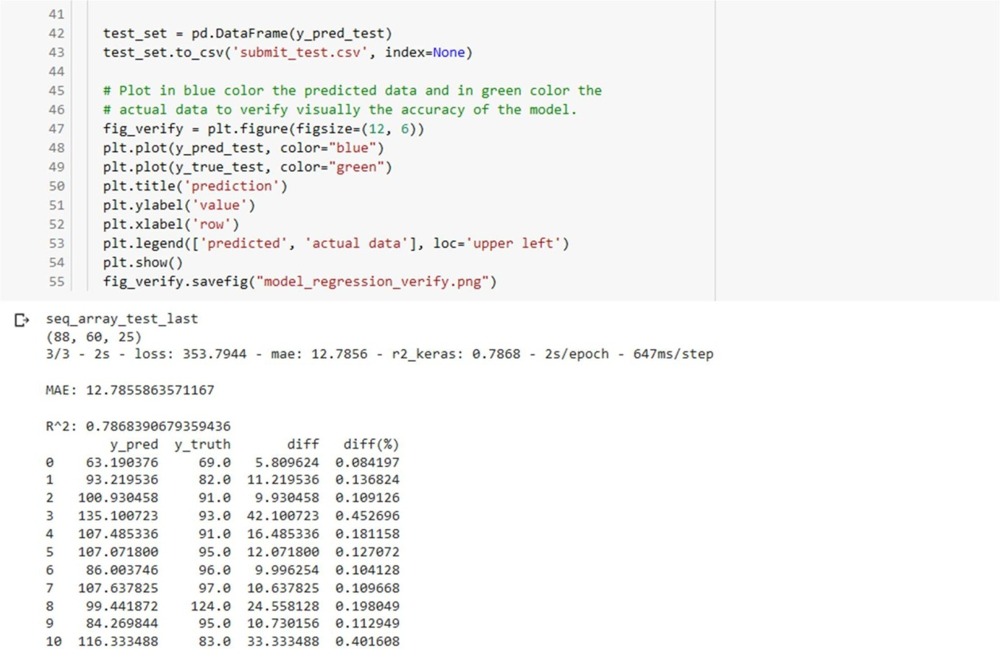 41
42 test_set = pd.DataFrame(y_pred_test)
43 test_set.to_csv('submit_test.csv', index=None)
44
45 # Plot in blue color the predicted data and in green color the
46 # actual data to verify visually the accuracy of the model.
47 fig_verify = plt.figure(figsize=(12, 6))
48 plt.plot(y_pred_test, color="blue")
49 plt.plot(y_true_test, color="green")
50 plt.title('prediction')
51 plt.ylabel('value')
52 plt.xlabel('row')
53 plt.legend(['predicted', 'actual data'], loc='upper left')
54 plt.show()
55 fig_verify.savefig("model_regression_verify.png")
seq_array_test_last
(88, 60, 25)
3/3 - 2s - loss: 353.7944 - mae: 12.7856 - r2_keras: 0.7868 - 2s/epoch - 647ms/step
MAE: 12.7855863571167
R^2: 0.7868390679359436
y_pred y_truth diff diff(%)
0 63.190376 69.0 5.809624 0.084197
1 93.219536 82.0 11.219536 0.136824
2 100.930458 91.0 9.930458 0.109126
3 135.100723 93.0 42.100723 0.452696
4 107.485336 91.0 16.485336 0.181158
5 107.071800 95.0 12.071800 0.127072
6 86.003746 96.0 9.996254 0.104128
7 107.637825 97.0 10.637825 0.109668
8 99.441872 124.0 24.558128 0.198049
9 84.269844 95.0 10.730156 0.112949
10 116.333488 83.0 33.333488 0.401608